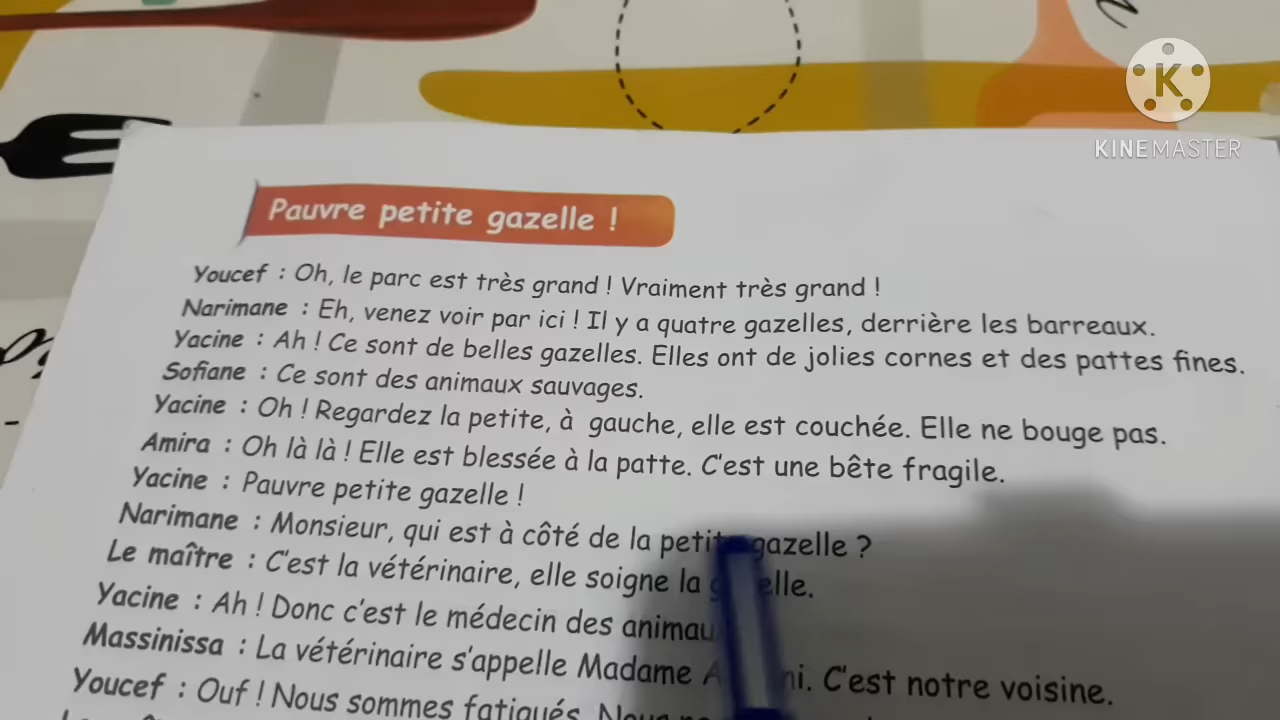 K
KINEMASTER
Pauvre petite gazelle !
Youcef : Oh, le parc est très grand ! Vraiment très grand !
Narimane : Eh, venez voir par ici ! Il y a quatre gazelles, derrière les barreaux.
Yacine : Ah ! Ce sont de belles gazelles. Elles ont de jolies cornes et des pattes fines.
Sofiane : Ce sont des animaux sauvages.
Yacine : Oh ! Regardez la petite, à gauche, elle est couchée. Elle ne bouge pas.
Amira : Oh là là ! Elle est blessée à la patte. C'est une bête fragile.
Yacine : Pauvre petite gazelle !
Narimane : Monsieur, qui est à côté de la petite gazelle ?
Le maître : C'est la vétérinaire, elle soigne la gazelle.
Yacine : Ah ! Donc c'est le médecin des
Massinissa : La vétérinaire s'appelle Madame C'est notre voisine.
Youcef : Ouf ! Nous sommes fatigués.